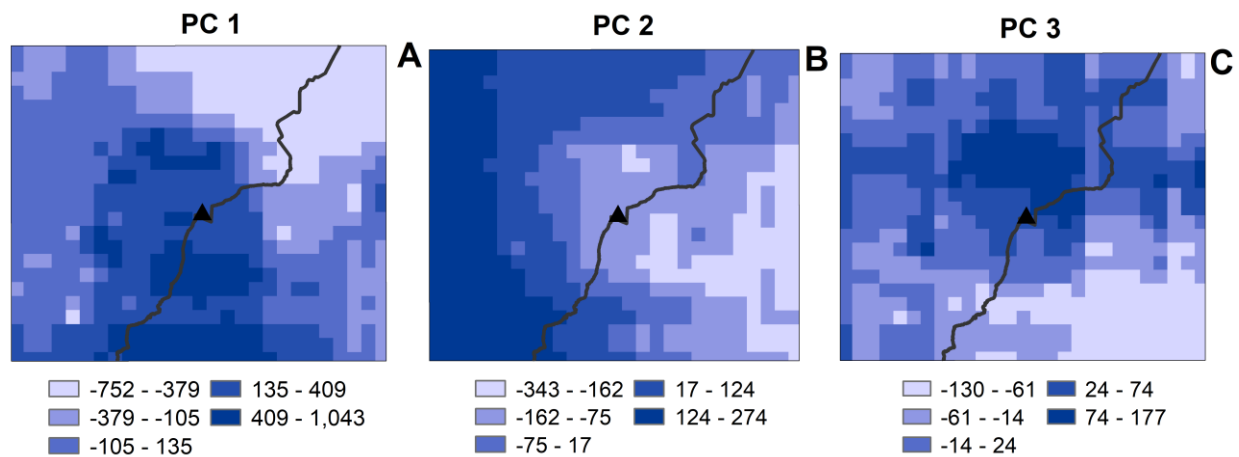 PC 1
PC 2
PC 3
A
B
C
-752 - -379
135 - 409
-379 - -105
409 - 1,043
-105 - 135
-343 - -162
17 - 124
-162 - -75
124 - 274
-75 - 17
-130 - -61
24 - 74
-61 - -14
74 - 177
-14 - 24